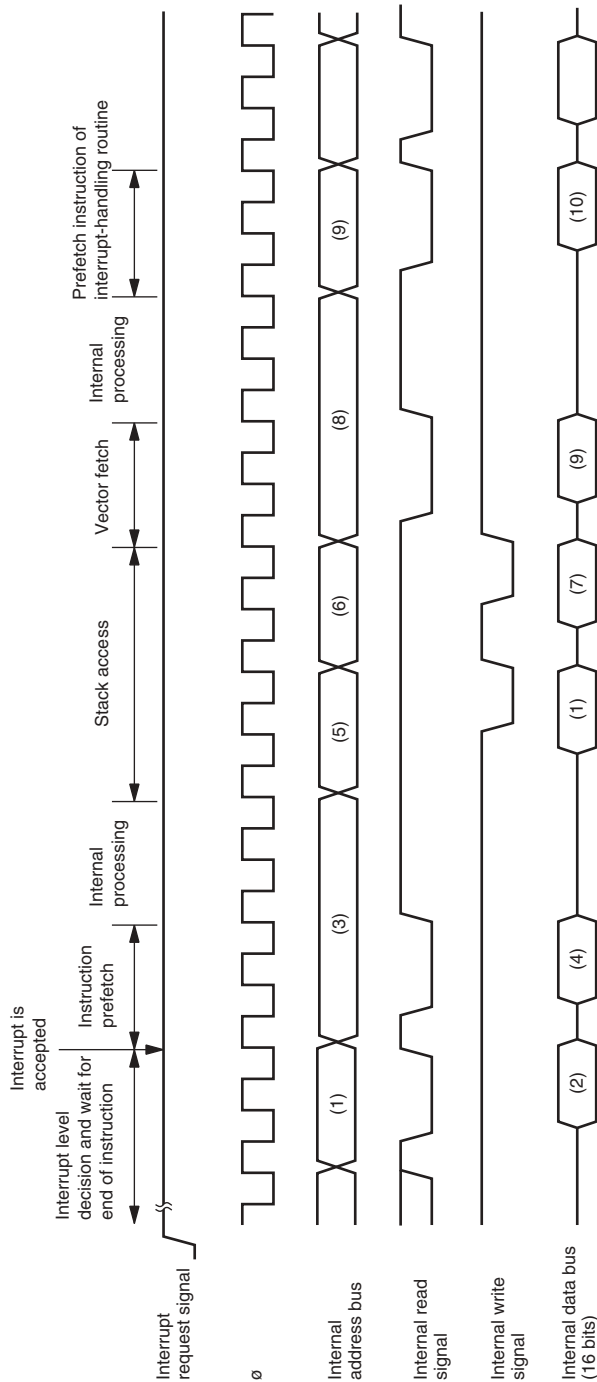 Interrupt level
decision and wait for
end of instruction
Interrupt is
accepted
Instruction
prefetch
Internal
processing
Stack access
Vector fetch
Internal
processing
Prefetch instruction of
interrupt-handling routine
Interrupt
request signal
ø
Internal
address bus
(1)
(3)
(5)
(6)
(8)
(9)
Internal read
signal
Internal write
signal
Internal data bus
(16 bits)
(2)
(4)
(1)
(7)
(9)
(10)